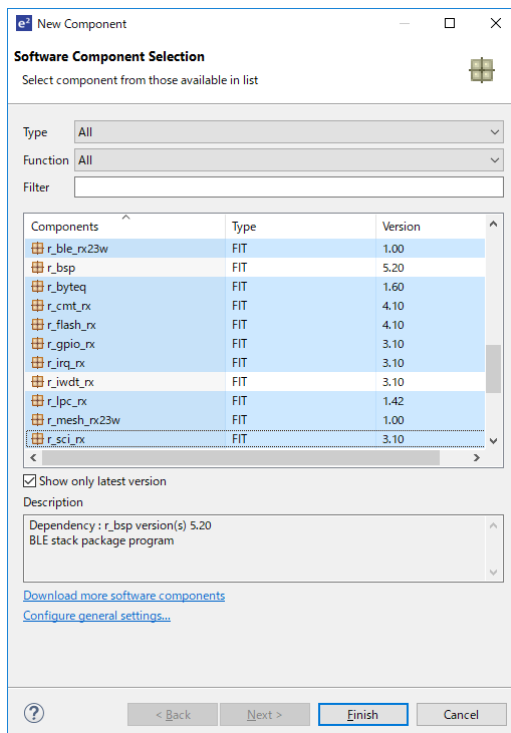 e² New Component
Software Component Selection
Select component from those available in list
Type All
Function All
Filter
Components Type Version
r_ble_rx23w FIT 1.00
r_bsp FIT 5.20
r_byteq FIT 1.60
r_cmt_rx FIT 4.10
r_flash_rx FIT 4.10
r_gpio_rx FIT 3.10
r_irq_rx FIT 3.10
r_iwdt_rx FIT 3.10
r_lpc_rx FIT 1.42
r_mesh_rx23w FIT 1.00
r_sci_rx FIT 3.10
Show only latest version
Description
Dependency : r_bsp version(s) 5.20
BLE stack package program
Download more software components
Configure general settings...
? < Back Next > Finish Cancel